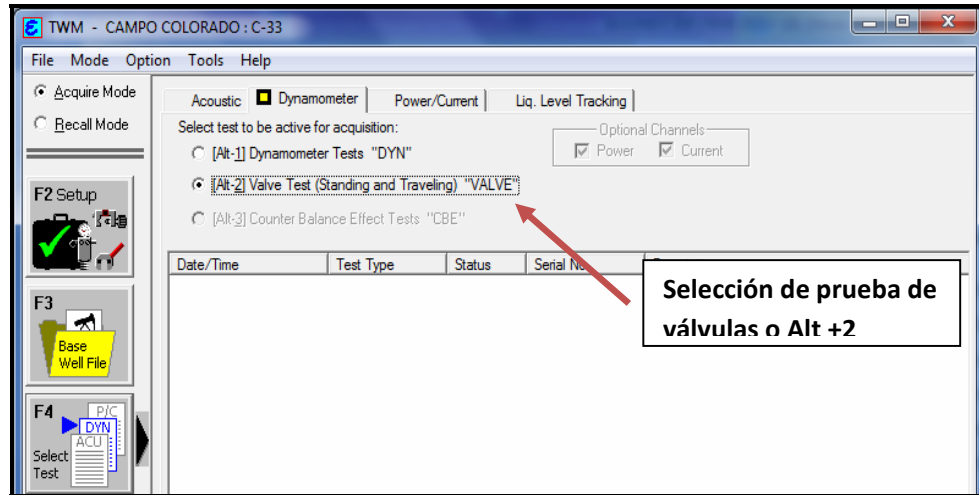 TWM - CAMPO COLORADO : C-33
File Mode Option Tools Help
Acquire Mode
Recall Mode
F2 Setup
F3
Base
Well File
F4
P/C
DYN
ACU
Select
Test
Acoustic Dynamometer Power/Current Liq. Level Tracking
Select test to be active for acquisition:
[Alt-1] Dynamometer Tests "DYN"
[Alt-2] Valve Test (Standing and Traveling) "VALVE"
[Alt-3] Counter Balance Effect Tests "CBE"
Optional Channels
Power Current
Date/Time Test Type Status Serial
Selección de prueba de
válvulas o Alt +2